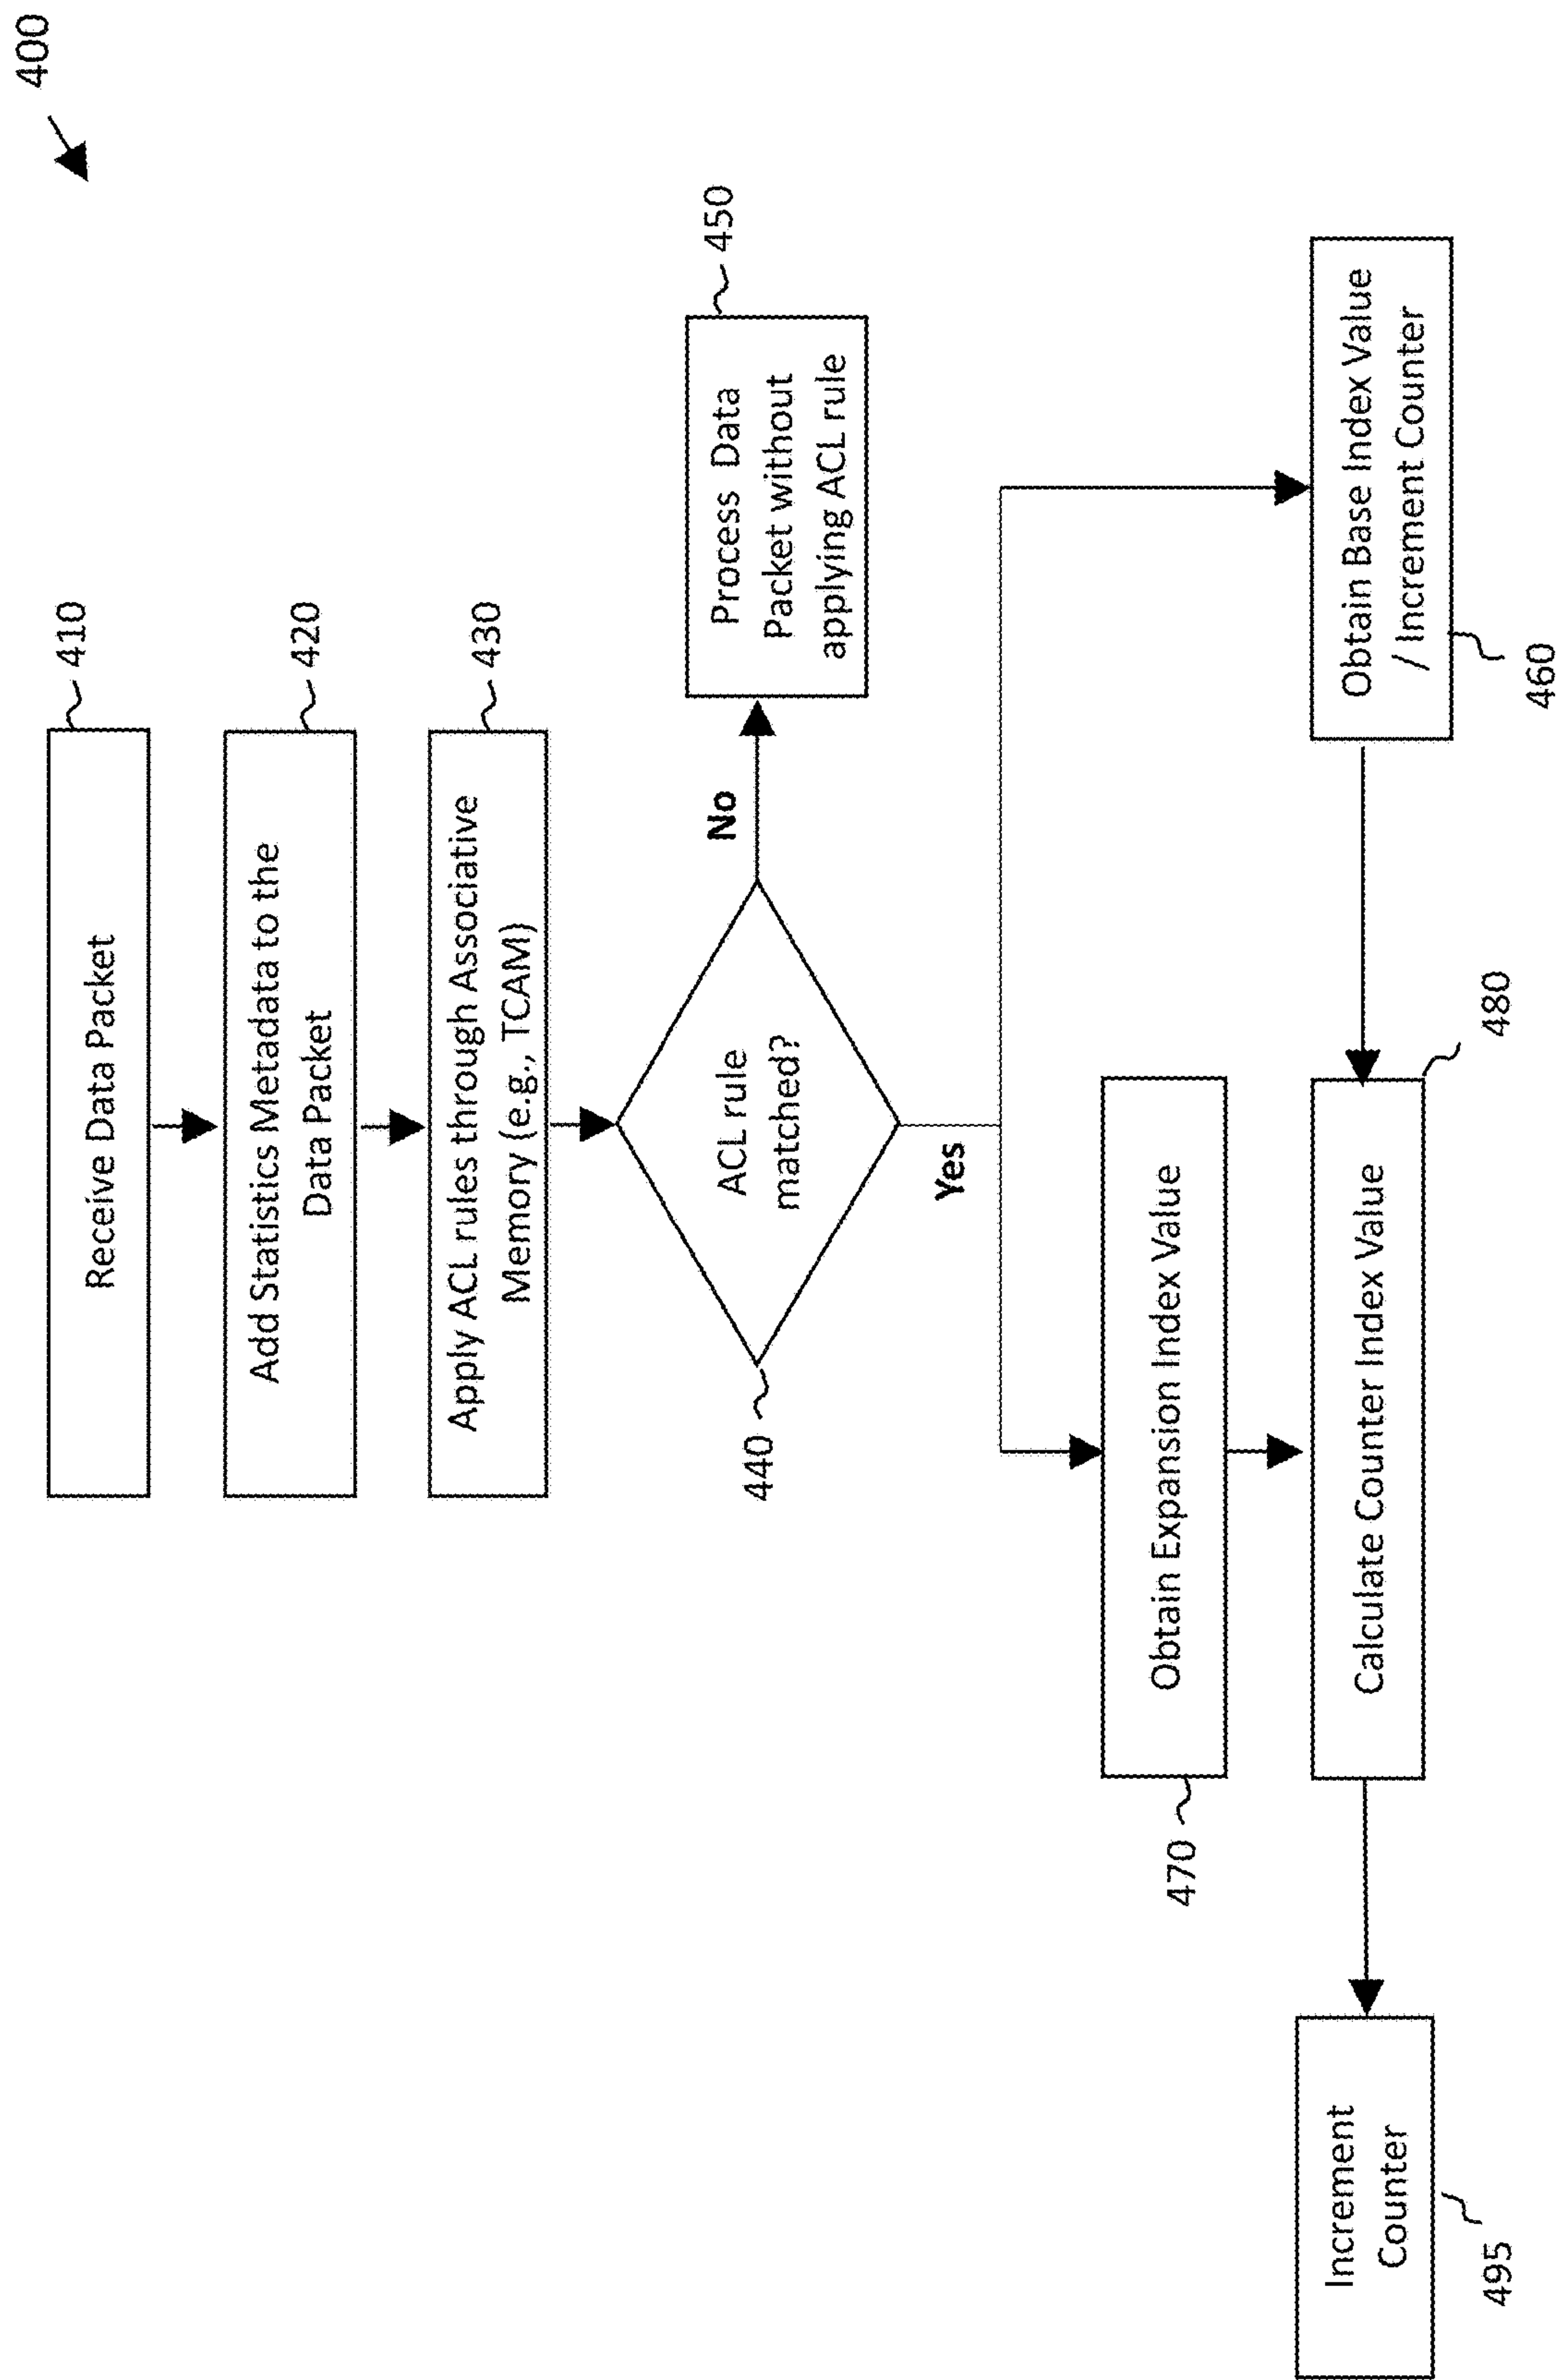 400
Receive Data Packet
410
Add Statistics Metadata to the
Data Packet
420
Apply ACL rules through Associative
Memory (e.g., TCAM)
430
ACL rule
matched?
440
No
Process Data
Packet without
applying ACL rule
450
Yes
Obtain Expansion Index Value
470
Obtain Base Index Value
/ Increment Counter
460
Calculate Counter Index Value
480
Increment
Counter
495